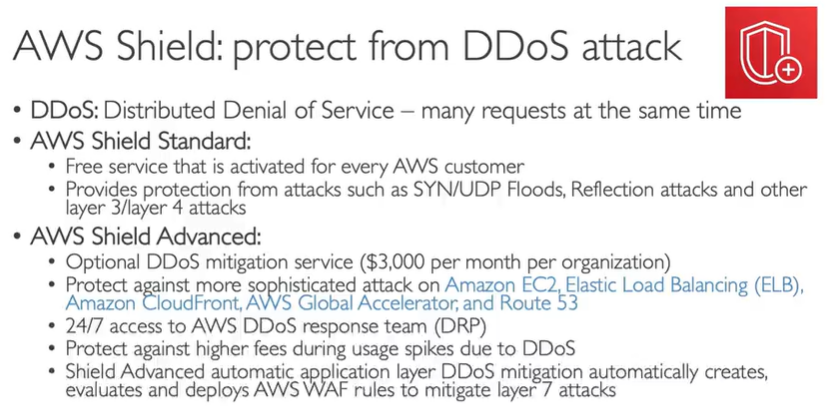 AWS Shield: protect from DDoS attack
• DDoS: Distributed Denial of Service – many requests at the same time
• AWS Shield Standard:
• Free service that is activated for every AWS customer
• Provides protection from attacks such as SYN/UDP Floods, Reflection attacks and other
layer 3/layer 4 attacks
• AWS Shield Advanced:
• Optional DDoS mitigation service ($3,000 per month per organization)
• Protect against more sophisticated attack on Amazon EC2, Elastic Load Balancing (ELB),
Amazon CloudFront, AWS Global Accelerator, and Route 53
• 24/7 access to AWS DDoS response team (DRP)
• Protect against higher fees during usage spikes due to DDoS
• Shield Advanced automatic application layer DDoS mitigation automatically creates,
evaluates and deploys AWS WAF rules to mitigate layer 7 attacks